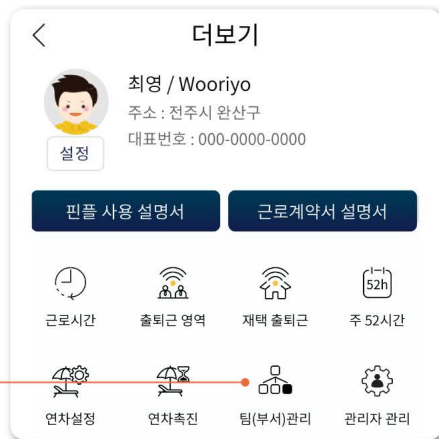 더보기
최영 / Wooriyo
주소 : 전주시 완산구
대표번호 : 000-0000-0000
설정
핀플 사용 설명서 근로계약서 설명서
52h
근로시간 출퇴근 영역 재택 출퇴근 주 52시간
연차설정 연차촉진 팀(부서)관리 관리자 관리